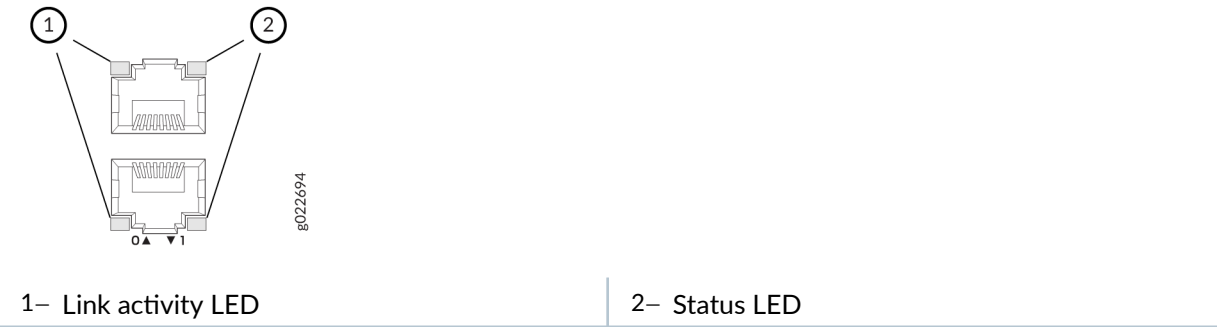 1
2
g022694
0▲ ▼1
1– Link activity LED
2– Status LED